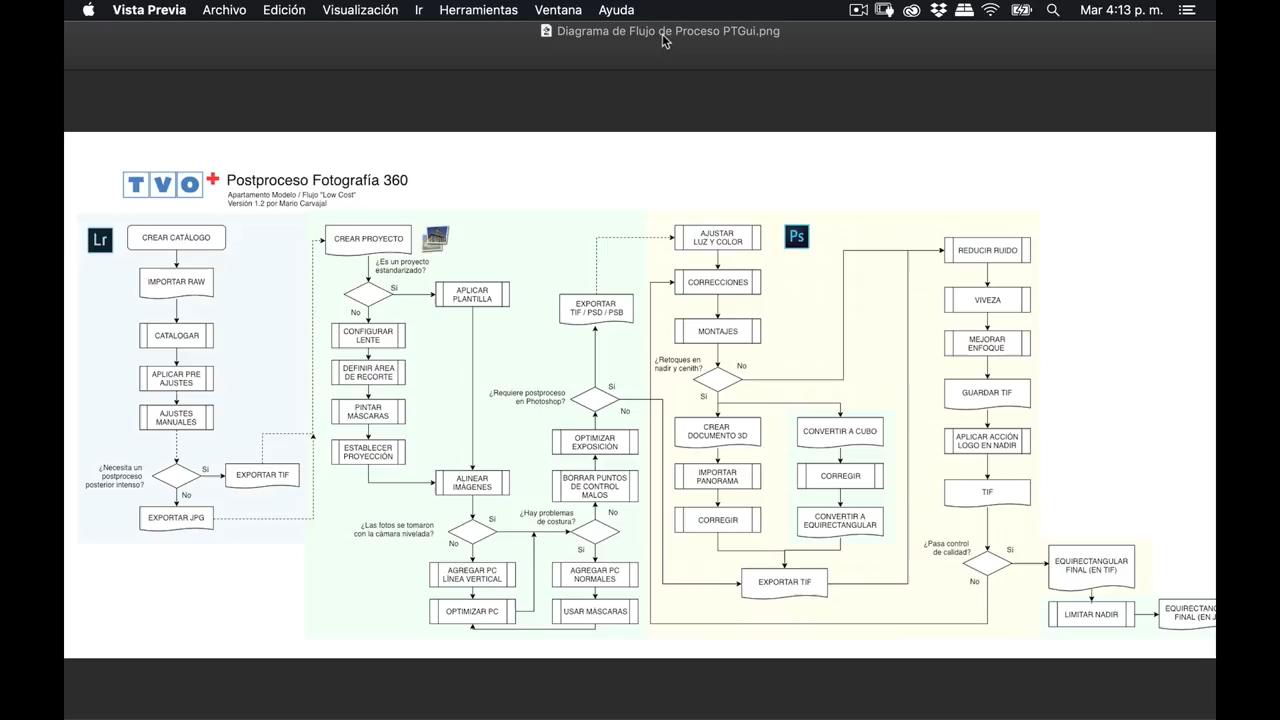 Vista Previa Archivo Edición Visualización Ir Herramientas Ventana Ayuda Mar 4:13 p. m.
Diagrama de Flujo de Proceso PTGui.png
TVO+ Postproceso Fotografía 360
Apartamento Modelo / Flujo "Low Cost"
Versión 1.2 por Mario Carvajal
Lr
CREAR CATÁLOGO
IMPORTAR RAW
CATALOGAR
APLICAR PRE
AJUSTES
AJUSTES
MANUALES
¿Necesita un
postproceso
posterior intenso?
Si
EXPORTAR TIF
No
EXPORTAR JPG
CREAR PROYECTO
¿Es un proyecto
estandarizado?
Si
APLICAR
PLANTILLA
No
CONFIGURAR
LENTE
DEFINIR ÁREA
DE RECORTE
PINTAR
MÁSCARAS
ESTABLECER
PROYECCIÓN
ALINEAR
IMÁGENES
¿Las fotos se tomaron
con la cámara nivelada?
Si
No
AGREGAR PC
LÍNEA VERTICAL
OPTIMIZAR PC
¿Hay problemas
de costura?
No
Si
AGREGAR PC
NORMALES
USAR MÁSCARAS
BORRAR PUNTOS
DE CONTROL
MALOS
OPTIMIZAR
EXPOSICIÓN
¿Requiere postproceso
en Photoshop?
Si
No
EXPORTAR
TIF / PSD / PSB
AJUSTAR
LUZ Y COLOR
Ps
CORRECCIONES
MONTAJES
¿Retoques en
nadir y cenith?
No
Si
CREAR
DOCUMENTO 3D
IMPORTAR
PANORAMA
CORREGIR
CONVERTIR A CUBO
CORREGIR
CONVERTIR A
EQUIRECTANGULAR
EXPORTAR TIF
REDUCIR RUIDO
VIVEZA
MEJORAR
ENFOQUE
GUARDAR TIF
APLICAR ACCIÓN
LOGO EN NADIR
TIF
¿Pasa control
de calidad?
Si
No
EQUIRECTANGULAR
FINAL (EN TIF)
LIMITAR NADIR
EQUIRECTANG
FINAL (EN J